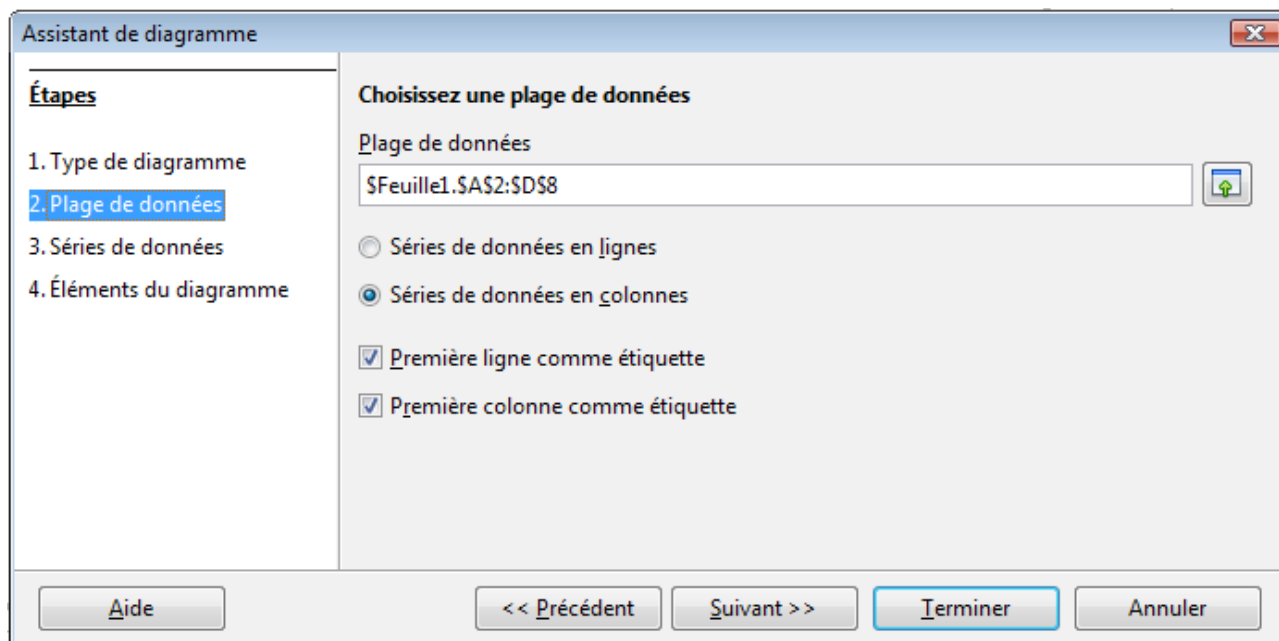 Assistant de diagramme
Étapes
1. Type de diagramme
2. Plage de données
3. Séries de données
4. Éléments du diagramme
Choisissez une plage de données
Plage de données
$Feuille1.$A$2:$D$8
Séries de données en lignes
Séries de données en colonnes
Première ligne comme étiquette
Première colonne comme étiquette
Aide
<< Précédent
Suivant >>
Terminer
Annuler